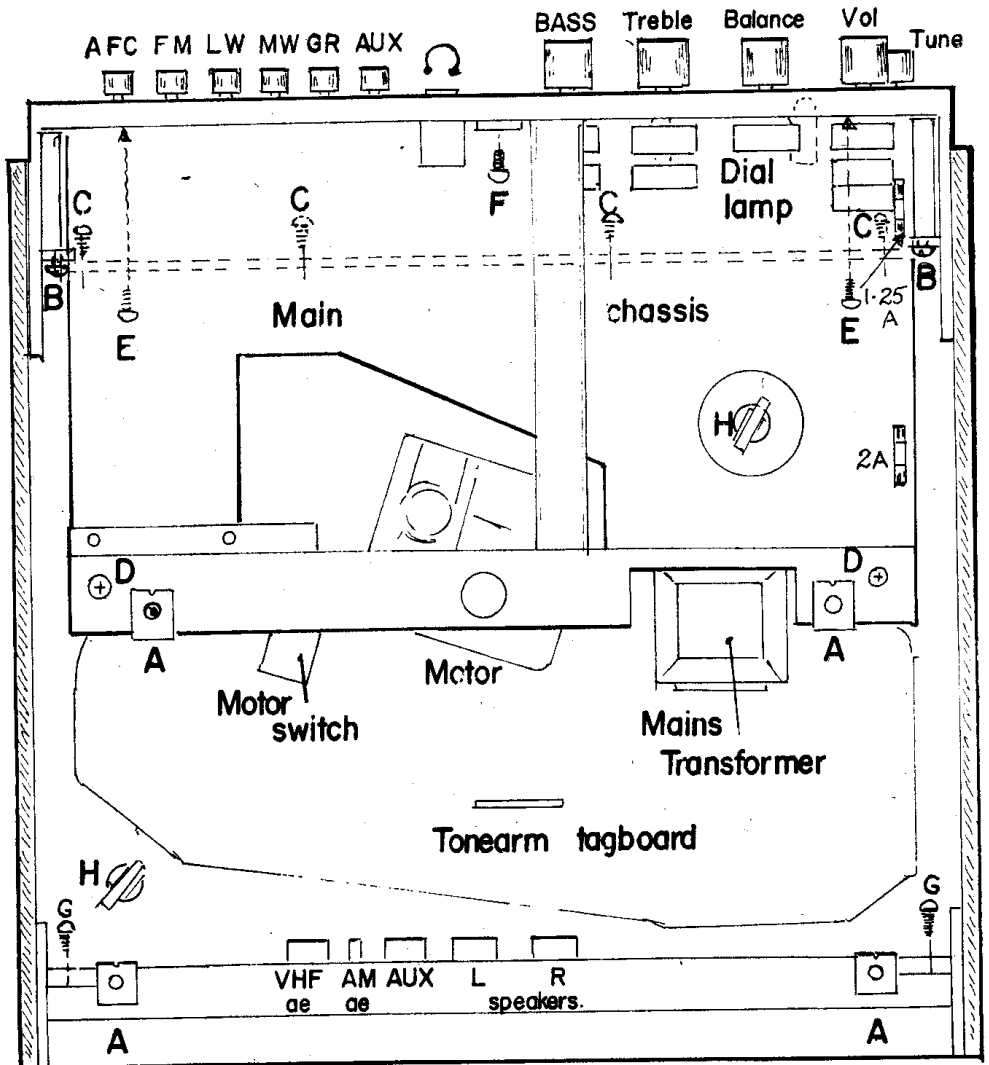 AFC FM LW MW GR AUX BASS Treble Balance Vol
Tune
Dial
lamp
C
C
F
C
C
B
B
1·25
A
E
E
Main chassis
H
2A
D
D
A
A
Motor
switch
Motor
Mains
Transformer
Tonearm tagboard
H
G
G
VHF AM AUX L R
ae ae speakers.
A
A